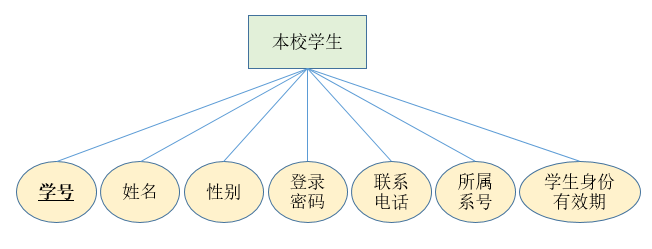 本校学生
学号
姓名
性别
登录
密码
联系
电话
所属
系号
学生身份
有效期